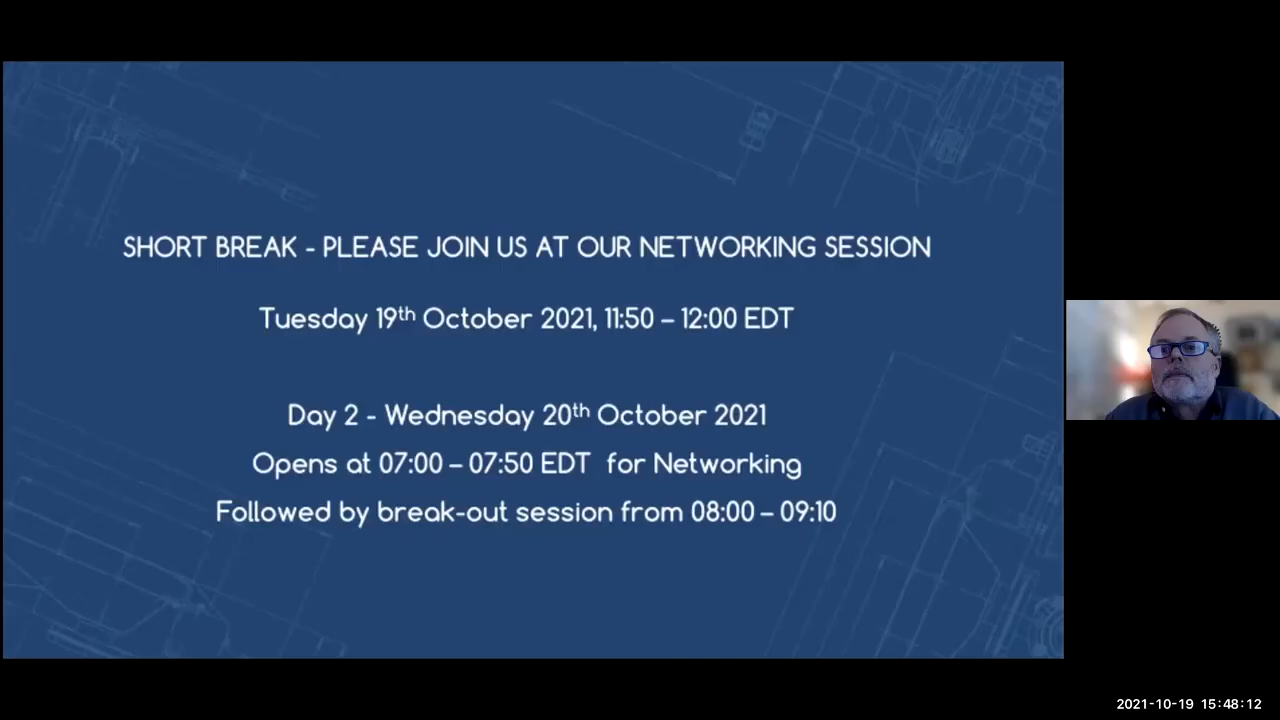 SHORT BREAK - PLEASE JOIN US AT OUR NETWORKING SESSION
Tuesday 19th October 2021, 11:50 – 12:00 EDT
Day 2 - Wednesday 20th October 2021
Opens at 07:00 – 07:50 EDT for Networking
Followed by break-out session from 08:00 – 09:10
2021-10-19 15:48:12